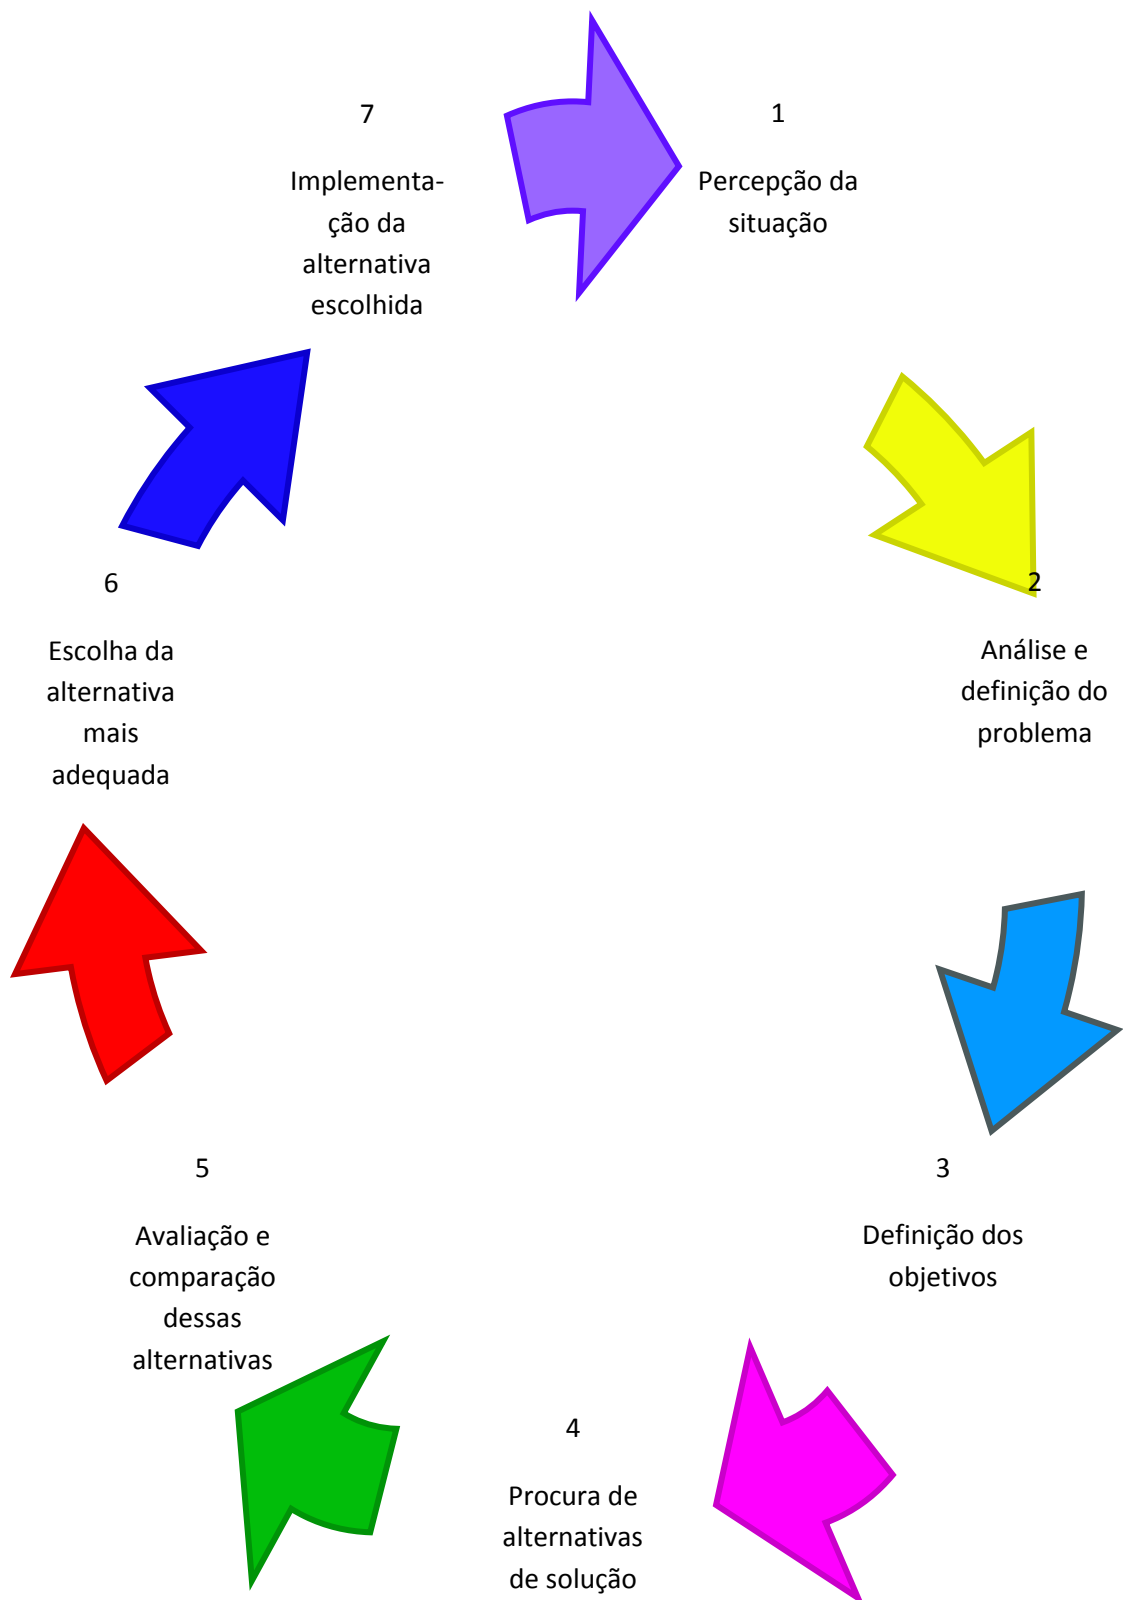 1
Percepção da
situação
2
Análise e
definição do
problema
3
Definição dos
objetivos
4
Procura de
alternativas
de solução
5
Avaliação e
comparação
dessas
alternativas
6
Escolha da
alternativa
mais
adequada
7
Implementa-
ção da
alternativa
escolhida